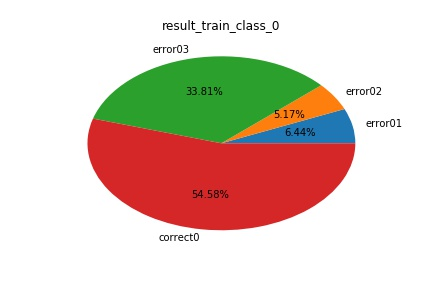 result_train_class_0
error03
error02
33.81%
5.17%
error01
6.44%
54.58%
correct0